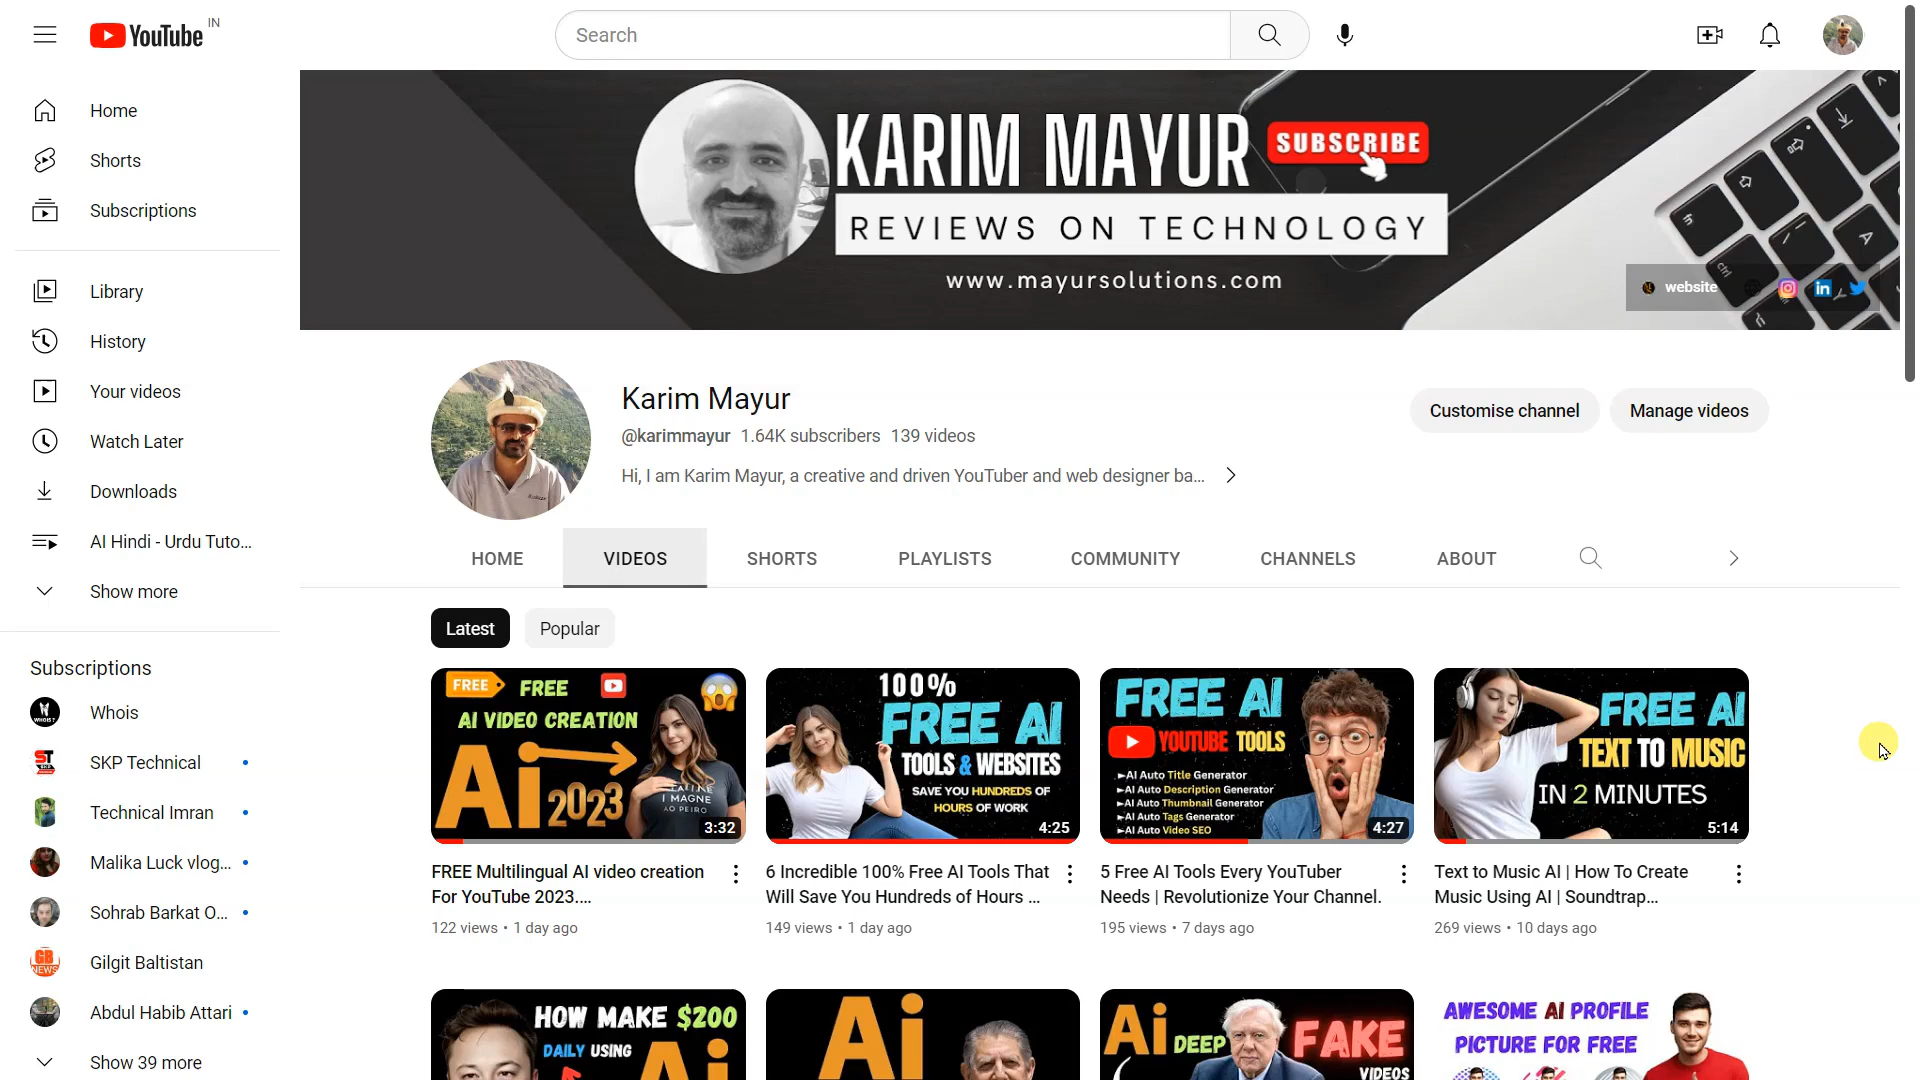 YouTube IN
Search
Home
Shorts
Subscriptions
Library
History
Your videos
Watch Later
Downloads
AI Hindi - Urdu Tuto...
Show more
Subscriptions
Whois
SKP Technical
Technical Imran
Malika Luck vlog...
Sohrab Barkat O...
Gilgit Baltistan
Abdul Habib Attari
Show 39 more
KARIM MAYUR
SUBSCRIBE
REVIEWS ON TECHNOLOGY
www.mayursolutions.com
website
Karim Mayur
@karimmayur 1.64K subscribers 139 videos
Hi, I am Karim Mayur, a creative and driven YouTuber and web designer ba...
Customise channel
Manage videos
HOME
VIDEOS
SHORTS
PLAYLISTS
COMMUNITY
CHANNELS
ABOUT
Latest
Popular
FREE
FREE
AI VIDEO CREATION
Ai
2023
I MAGNE
3:32
FREE Multilingual AI video creation
For YouTube 2023....
122 views • 1 day ago
100%
FREE AI
TOOLS & WEBSITES
SAVE YOU HUNDREDS OF
HOURS OF WORK
4:25
6 Incredible 100% Free AI Tools That
Will Save You Hundreds of Hours ...
149 views • 1 day ago
FREE AI
YOUTUBE TOOLS
►AI Auto Title Generator
►AI Auto Description Generator
►AI Auto Thumbnail Generator
►AI Auto Tags Generator
►AI Auto Video SEO
4:27
5 Free AI Tools Every YouTuber
Needs | Revolutionize Your Channel.
195 views • 7 days ago
FREE AI
TEXT TO MUSIC
IN 2 MINUTES
5:14
Text to Music AI | How To Create
Music Using AI | Soundtrap...
269 views • 10 days ago
HOW MAKE $200
DAILY USING
Ai
Ai
Ai DEEP
FAKE
VIDEOS
AWESOME AI PROFILE
PICTURE FOR FREE